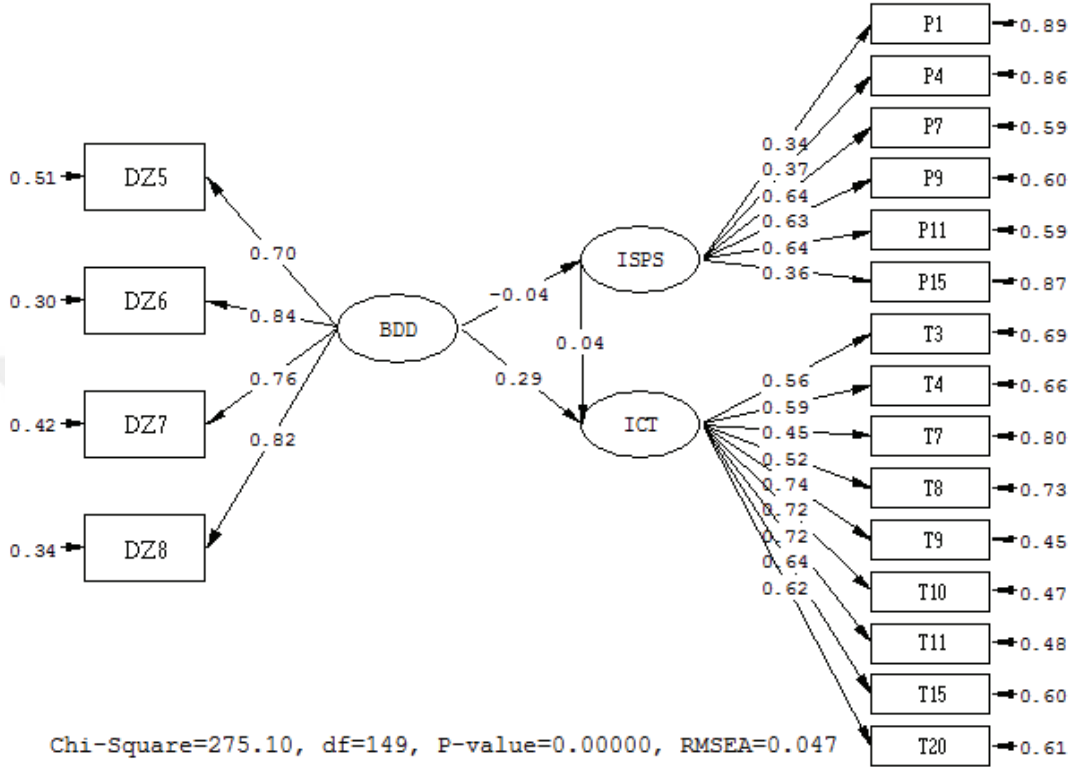 P1 0.89
P4 0.86
0.34
P7 0.59
0.37
DZ5 0.51
0.64
P9 0.60
0.63
P11 0.59
0.70
0.64
ISPS
0.36
P15 0.87
-0.04
DZ6 0.30
0.84
BDD
T3 0.69
0.04
0.76
0.29
0.56
T4 0.66
0.59
DZ7 0.42
ICT
0.45
T7 0.80
0.82
0.52
0.74
T8 0.73
0.72
0.72
T9 0.45
DZ8 0.34
0.64
0.62
T10 0.47
T11 0.48
T15 0.60
Chi-Square=275.10, df=149, P-value=0.00000, RMSEA=0.047
T20 0.61